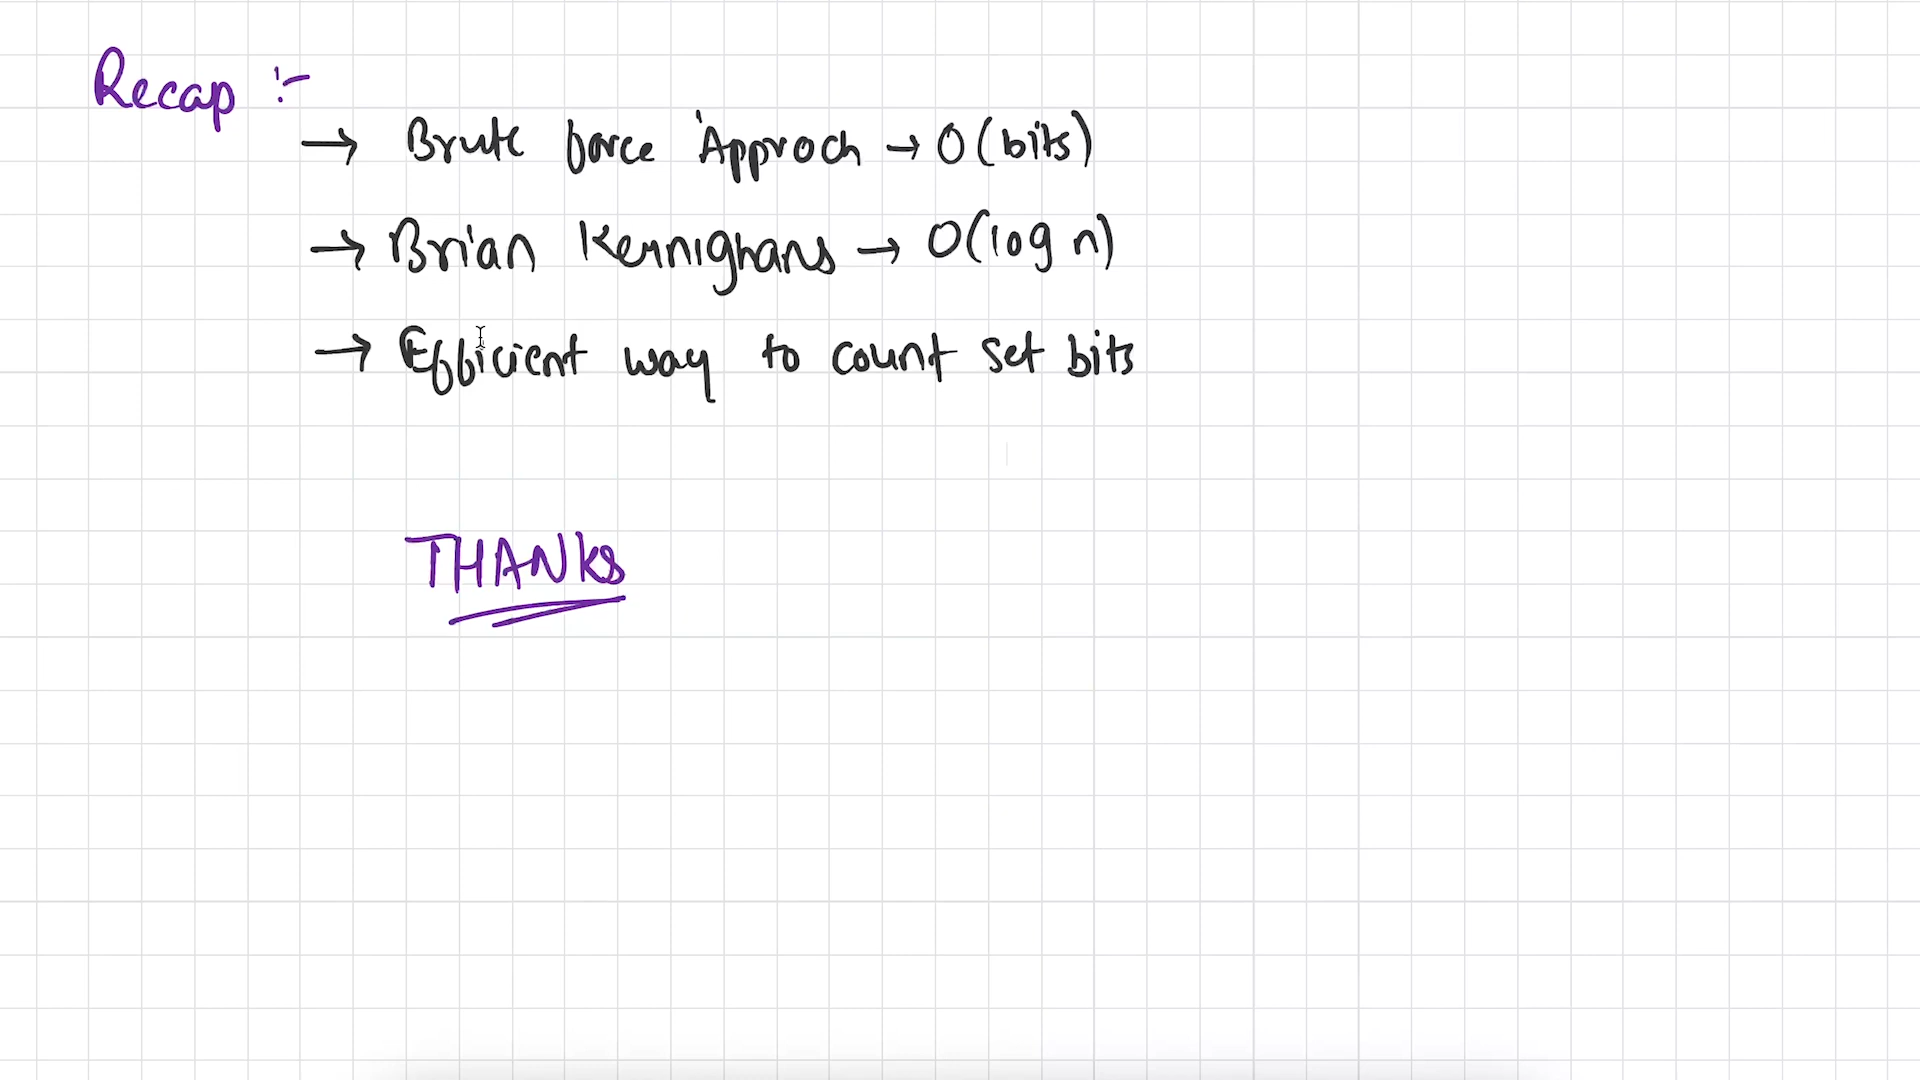 Recap :-
→ Brute force Approch → O(bits)
→ Brian Kernighans → O(log n)
→ Efficient way to count set bits
THANKS